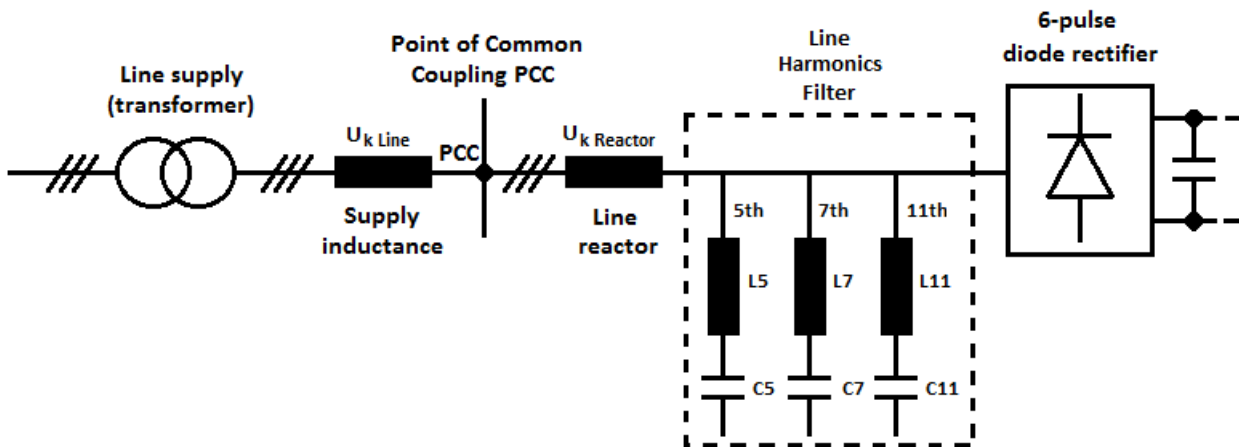 Line supply
(transformer)
U k Line
Supply
inductance
Point of Common
Coupling PCC
PCC
U k Reactor
Line
reactor
Line
Harmonics
Filter
5th
7th
11th
L5
L7
L11
C5
C7
C11
6-pulse
diode rectifier